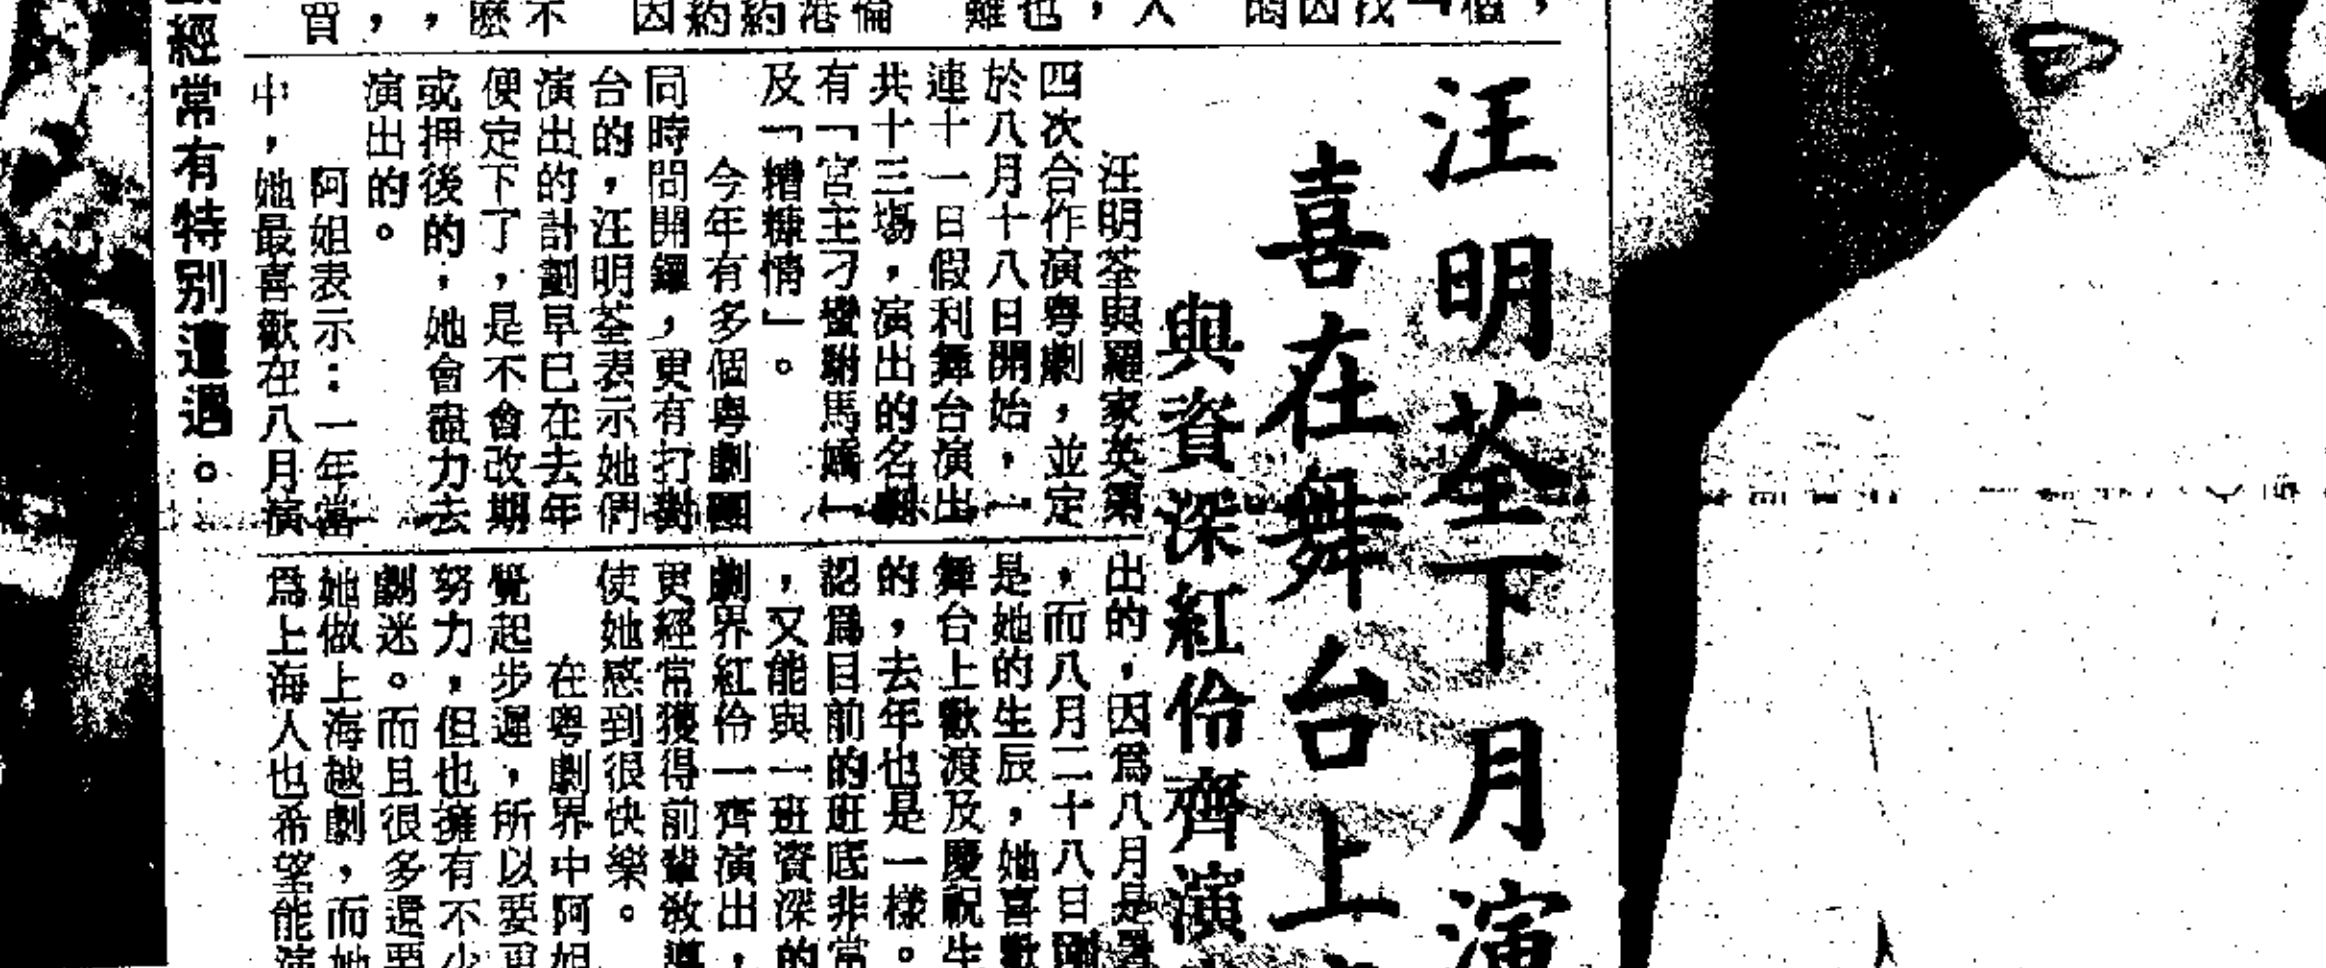 汪明荃下月演
喜在舞台上
與資深紅伶齊演
汪明荃與羅家英第
四次合作演粵劇，並定
於八月十八日開始，一
連十一日假利舞台演出
共十三場，演出的名劇
有「宮主刁蠻駙馬嬌」
及「糟糠情」。
今年有多個粵劇團
同時間開鑼，更有打對
台的，汪明荃表示她們
演出的計劃早已在去年
便定下了，是不會改期
或押後的，她會盡力去
演出的。
阿姐表示：一年當
中，她最喜歡在八月演
出的，因爲八月是暑
，而八月二十八日剛
是她的生辰，她喜歡
舞台上歡渡及慶祝生
的，去年也是一樣。
認爲目前的班底非常
，又能與一班資深的
劇界紅伶一齊演出，
更經常獲得前輩教導
使她感到很快樂。
在粵劇界中阿姐
覺起步遲，所以要更
努力，但也擁有不少
劇迷。而且很多還要
她做上海越劇，而她
爲上海人也希望能演
經常有特別遭遇。